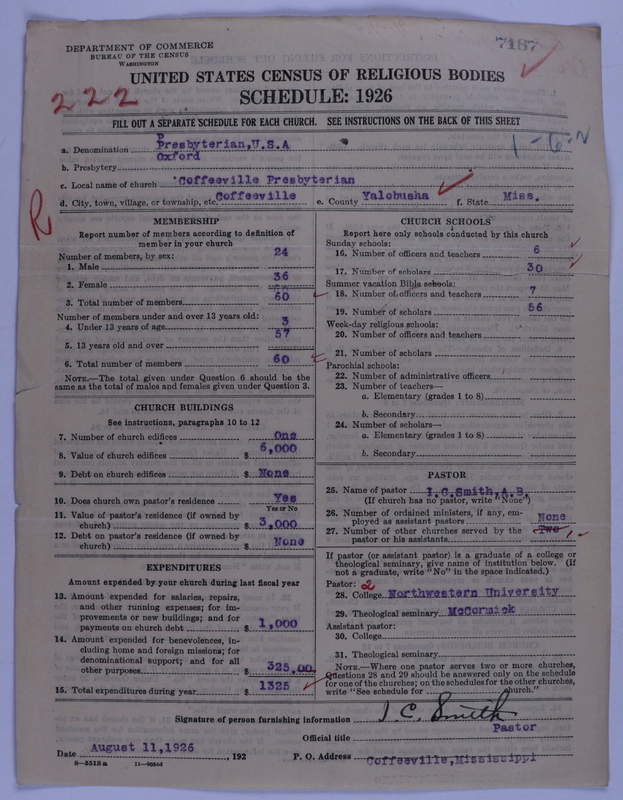 DEPARTMENT OF COMMERCE
BUREAU OF THE CENSUS
WASHINGTON
7187
UNITED STATES CENSUS OF RELIGIOUS BODIES
222
SCHEDULE: 1926
FILL OUT A SEPARATE SCHEDULE FOR EACH CHURCH. SEE INSTRUCTIONS ON THE BACK OF THIS SHEET
a. Denomination Presbyterian, U.S.A
b. Presbytery Oxford
c. Local name of church Coffeeville Presbyterian
d. City, town, village, or township, etc. Coffeeville e. County Yalobusha f. State Miss.
R
MEMBERSHIP
Report number of members according to definition of
member in your church
Number of members, by sex:
1. Male 24
2. Female 36
3. Total number of members 60
Number of members under and over 13 years old:
4. Under 13 years of age 3
5. 13 years old and over 57
6. Total number of members 60
NOTE.—The total given under Question 6 should be the
same as the total of males and females given under Question 3.
CHURCH BUILDINGS
See instructions, paragraphs 10 to 12
7. Number of church edifices One
8. Value of church edifices $ 6,000
9. Debt on church edifices $ None
10. Does church own pastor's residence Yes
Yes or No
11. Value of pastor's residence (if owned by
church) $ 3,000
12. Debt on pastor's residence (if owned by
church) $ None
EXPENDITURES
Amount expended by your church during last fiscal year
13. Amount expended for salaries, repairs,
and other running expenses; for im-
provements or new buildings; and for
payments on church debt $ 1,000
14. Amount expended for benevolences, in-
cluding home and foreign missions; for
denominational support; and for all
other purposes $ 325.00
15. Total expenditures during year $ 1325
CHURCH SCHOOLS
Report here only schools conducted by this church
Sunday schools:
16. Number of officers and teachers 6
17. Number of scholars 30
Summer vacation Bible schools:
18. Number of officers and teachers 7
19. Number of scholars 56
Week-day religious schools:
20. Number of officers and teachers
21. Number of scholars
Parochial schools:
22. Number of administrative officers
23. Number of teachers—
a. Elementary (grades 1 to 8)
b. Secondary
24. Number of scholars—
a. Elementary (grades 1 to 8)
b. Secondary
PASTOR
25. Name of pastor I.C.Smith,A.B.
(If church has no pastor, write "None")
26. Number of ordained ministers, if any, em-
ployed as assistant pastors None
27. Number of other churches served by the
pastor or his assistants Two 1
If pastor (or assistant pastor) is a graduate of a college or
theological seminary, give name of institution below. (If
not a graduate, write "No" in the space indicated.)
Pastor: 2
28. College Northwestern University
29. Theological seminary McCormick
Assistant pastor:
30. College
31. Theological seminary
NOTE.—Where one pastor serves two or more churches,
Questions 28 and 29 should be answered only on the schedule
for one of the churches; on the schedules for the other churches,
write "See schedule for church."
Signature of person furnishing information I. C. Smith
Official title Pastor
Date August 11,1926 , 192 P. O. Address Coffeeville, Mississippi
8—5518a